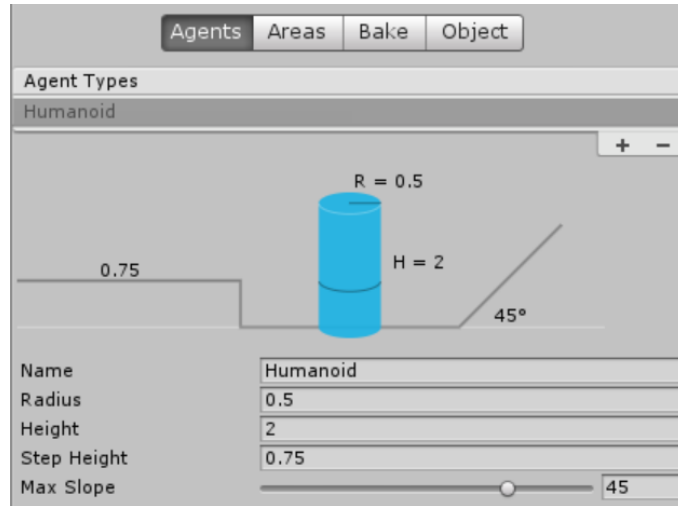 Agents Areas Bake Object
Agent Types
Humanoid
+ −
R = 0.5
0.75
H = 2
45°
Name Humanoid
Radius 0.5
Height 2
Step Height 0.75
Max Slope 45